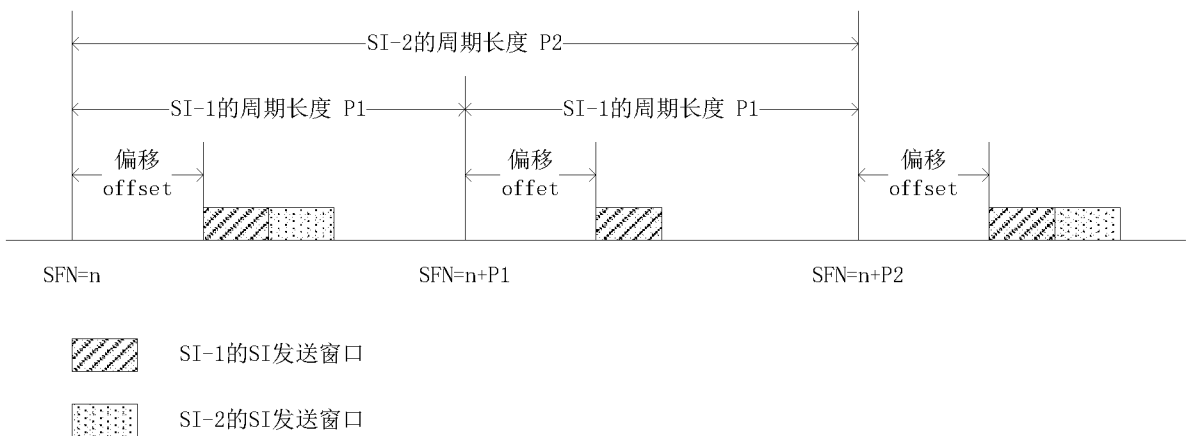 SI-2的周期长度 P2
SI-1的周期长度 P1
SI-1的周期长度 P1
偏移
offset
偏移
offet
偏移
offset
SFN=n
SFN=n+P1
SFN=n+P2
SI-1的SI发送窗口
SI-2的SI发送窗口